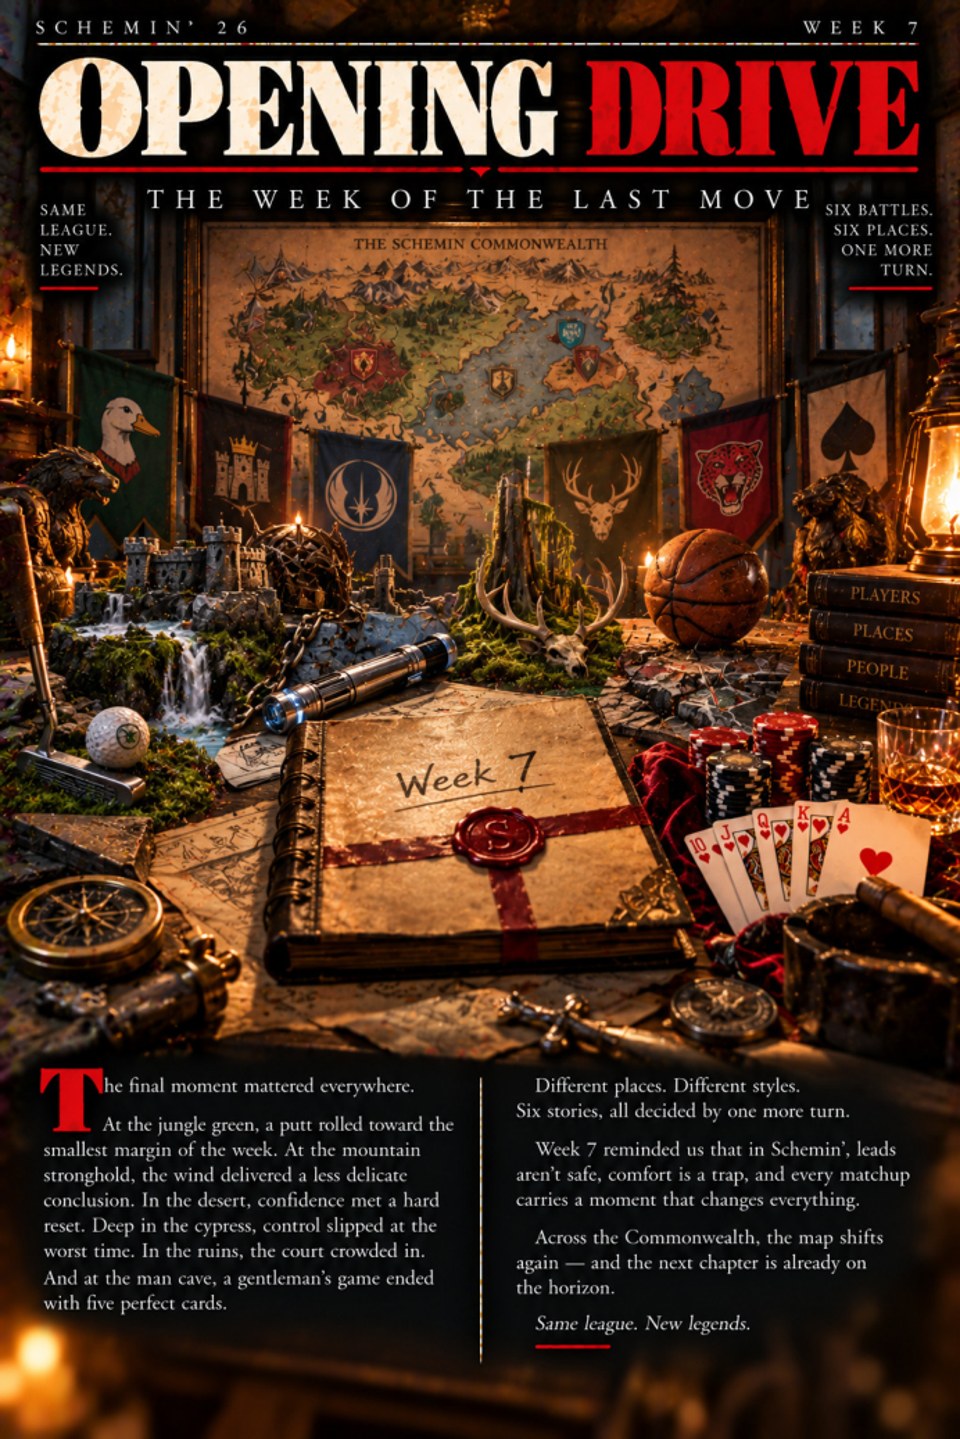 SCHEMIN' 26
WEEK 7
OPENING DRIVE
THE WEEK OF THE LAST MOVE
SAME
LEAGUE.
NEW
LEGENDS.
SIX BATTLES.
SIX PLACES.
ONE MORE
TURN.
THE SCHEMIN COMMONWEALTH
PLAYERS
PLACES
PEOPLE
LEGENDS
Week 7
S
10 J Q K A
The final moment mattered everywhere.
At the jungle green, a putt rolled toward the
smallest margin of the week. At the mountain
stronghold, the wind delivered a less delicate
conclusion. In the desert, confidence met a hard
reset. Deep in the cypress, control slipped at the
worst time. In the ruins, the court crowded in.
And at the man cave, a gentleman's game ended
with five perfect cards.
Different places. Different styles.
Six stories, all decided by one more turn.
Week 7 reminded us that in Schemin', leads
aren't safe, comfort is a trap, and every matchup
carries a moment that changes everything.
Across the Commonwealth, the map shifts
again — and the next chapter is already on
the horizon.
Same league. New legends.